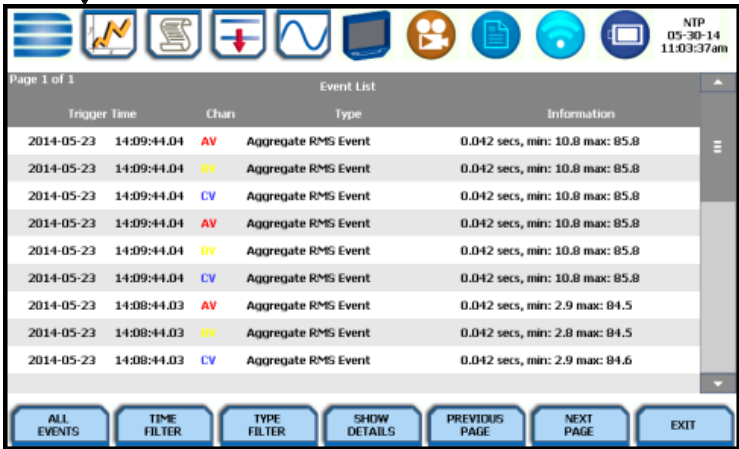 NTP
05-30-14
11:03:37am
Page 1 of 1
Event List
Trigger Time Chan Type Information
2014-05-23 14:09:44.04 AV Aggregate RMS Event 0.042 secs, min: 10.8 max: 85.8
2014-05-23 14:09:44.04 BV Aggregate RMS Event 0.042 secs, min: 10.8 max: 85.8
2014-05-23 14:09:44.04 CV Aggregate RMS Event 0.042 secs, min: 10.8 max: 85.8
2014-05-23 14:09:44.04 AV Aggregate RMS Event 0.042 secs, min: 10.8 max: 85.8
2014-05-23 14:09:44.04 BV Aggregate RMS Event 0.042 secs, min: 10.8 max: 85.8
2014-05-23 14:09:44.04 CV Aggregate RMS Event 0.042 secs, min: 10.8 max: 85.8
2014-05-23 14:08:44.03 AV Aggregate RMS Event 0.042 secs, min: 2.9 max: 84.5
2014-05-23 14:08:44.03 BV Aggregate RMS Event 0.042 secs, min: 2.8 max: 84.5
2014-05-23 14:08:44.03 CV Aggregate RMS Event 0.042 secs, min: 2.9 max: 84.6
ALL EVENTS
TIME FILTER
TYPE FILTER
SHOW DETAILS
PREVIOUS PAGE
NEXT PAGE
EXIT